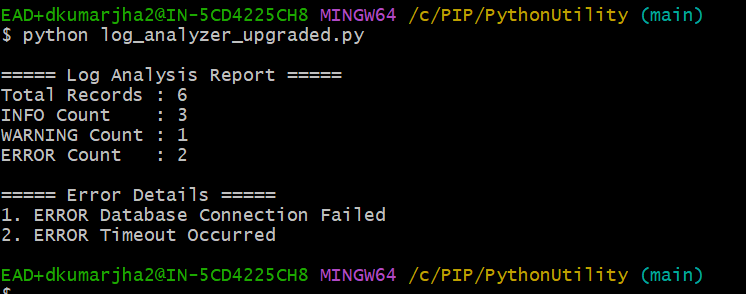 EAD+dkumarjha2@IN-5CD4225CH8 MINGW64 /c/PIP/PythonUtility (main)
$ python log_analyzer_upgraded.py
===== Log Analysis Report =====
Total Records : 6
INFO Count    : 3
WARNING Count : 1
ERROR Count   : 2
===== Error Details =====
1. ERROR Database Connection Failed
2. ERROR Timeout Occurred
EAD+dkumarjha2@IN-5CD4225CH8 MINGW64 /c/PIP/PythonUtility (main)
$